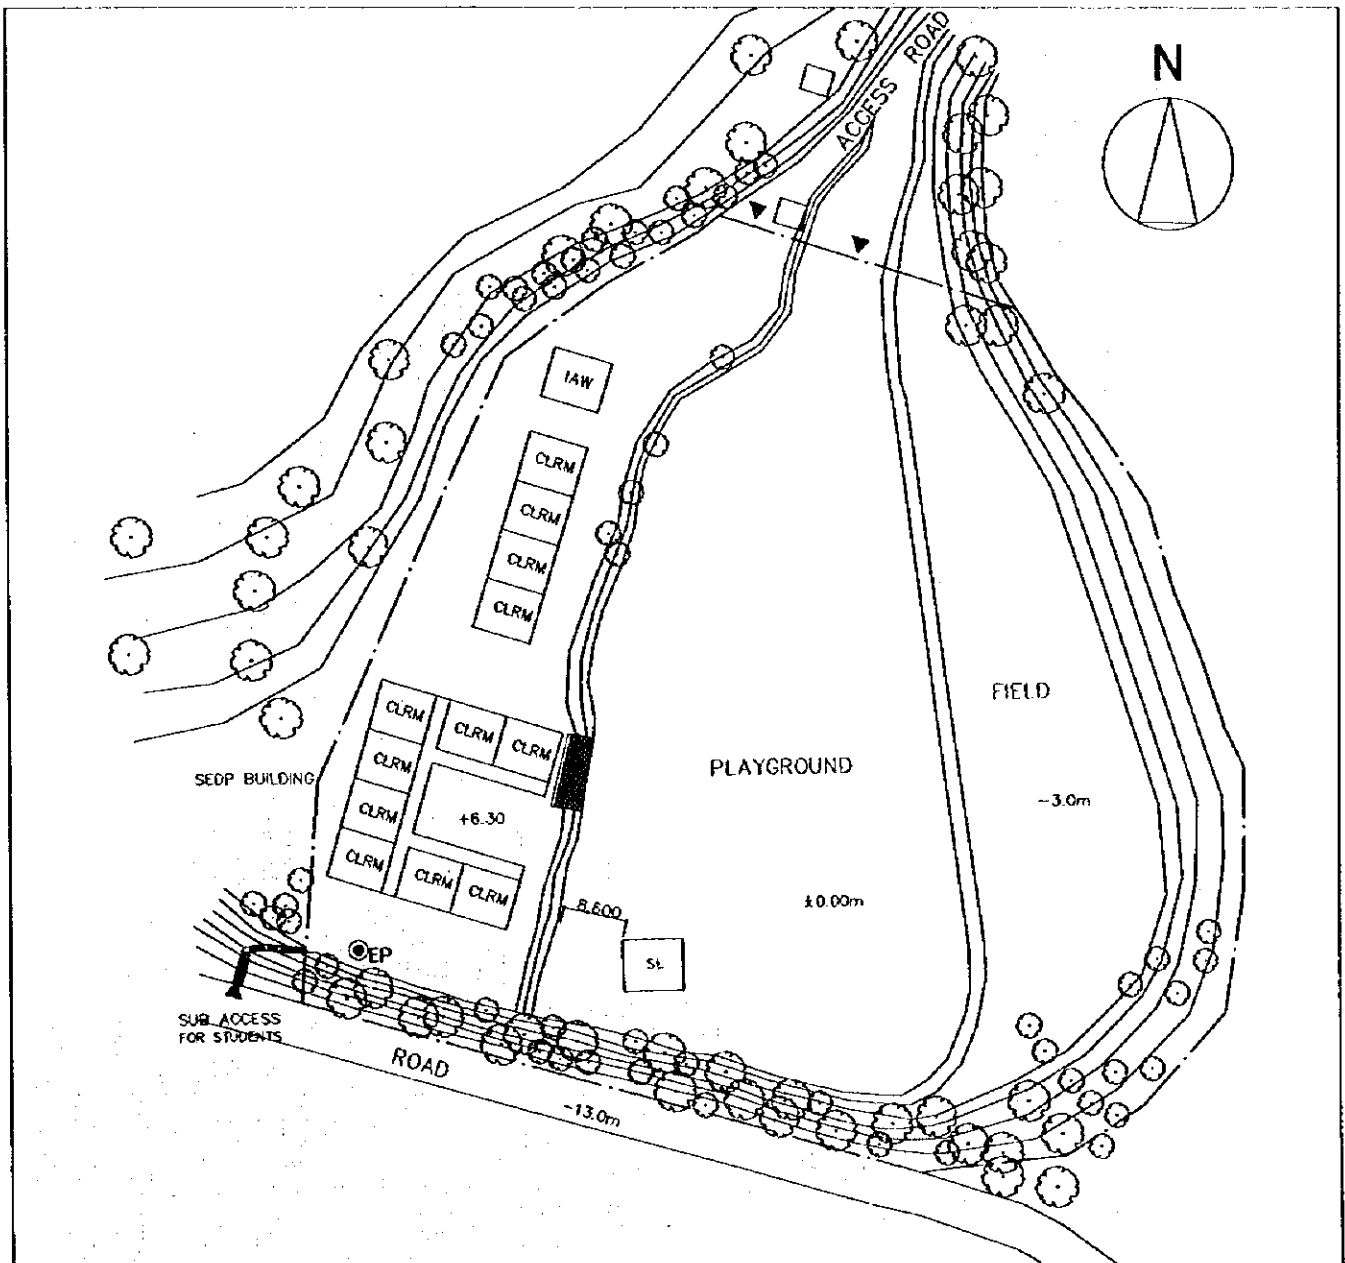 N
ACCESS ROAD
IAW
CLRM
CLRM
CLRM
CLRM
CLRM
CLRM
CLRM
FIELD
CLRM
PLAYGROUND
SEDP BUILDING
-3.0m
CLRM
+6.30
CLRM
CLRM
CLRM
±0.00m
8.600
EP
St
SUB ACCESS
FOR STUDENTS
ROAD
-13.0m